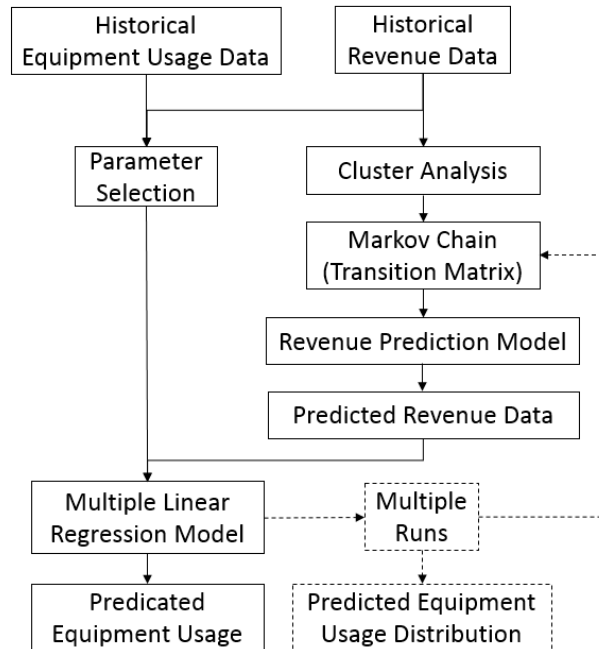 Historical
Equipment Usage Data
Historical
Revenue Data
Parameter
Selection
Cluster Analysis
Markov Chain
(Transition Matrix)
Revenue Prediction Model
Predicted Revenue Data
Multiple Linear
Regression Model
Multiple
Runs
Predicated
Equipment Usage
Predicted Equipment
Usage Distribution